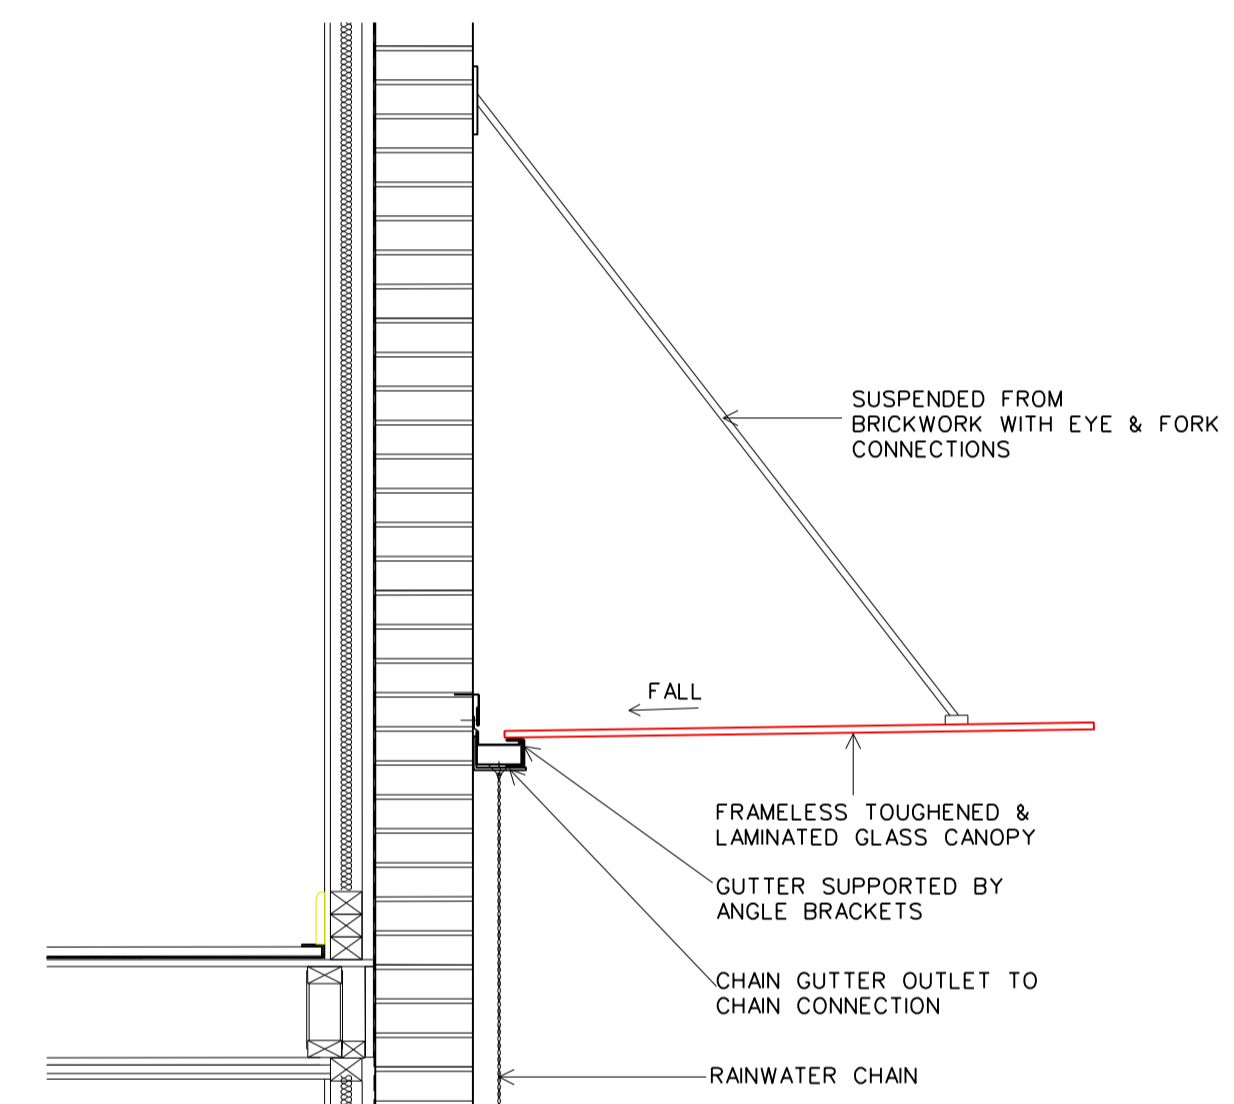 SUSPENDED FROM
BRICKWORK WITH EYE & FORK
CONNECTIONS
FALL
FRAMELESS TOUGHENED &
LAMINATED GLASS CANOPY
GUTTER SUPPORTED BY
ANGLE BRACKETS
CHAIN GUTTER OUTLET TO
CHAIN CONNECTION
RAINWATER CHAIN